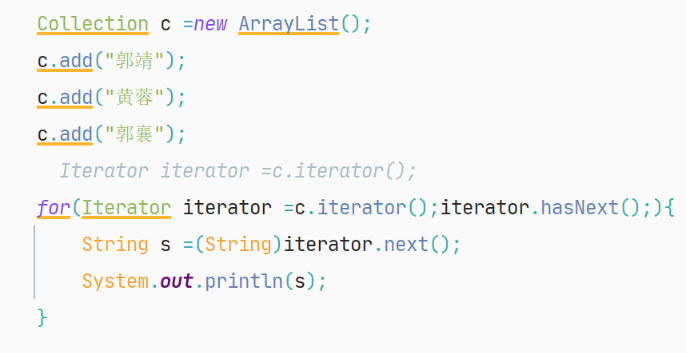 Collection c =new ArrayList();
c.add("郭靖");
c.add("黄蓉");
c.add("郭襄");
Iterator iterator =c.iterator();
for(Iterator iterator =c.iterator();iterator.hasNext();){
String s =(String)iterator.next();
System.out.println(s);
}